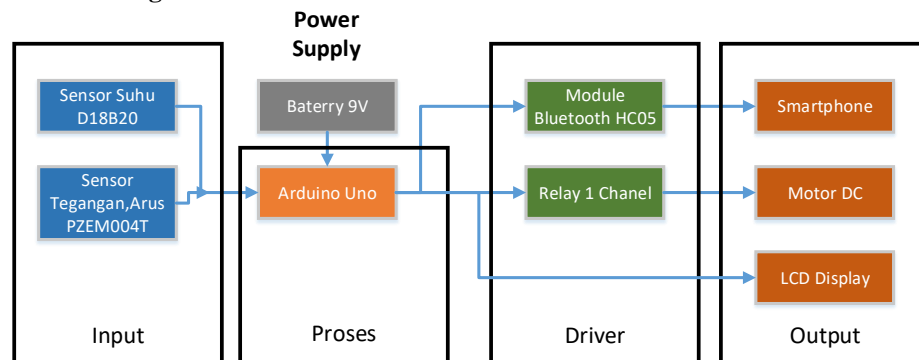 Power
Supply
Sensor Suhu
D18B20
Sensor
Tegangan,Arus
PZEM004T
Input
Baterry 9V
Arduino Uno
Proses
Module
Bluetooth HC05
Relay 1 Chanel
Driver
Smartphone
Motor DC
LCD Display
Output